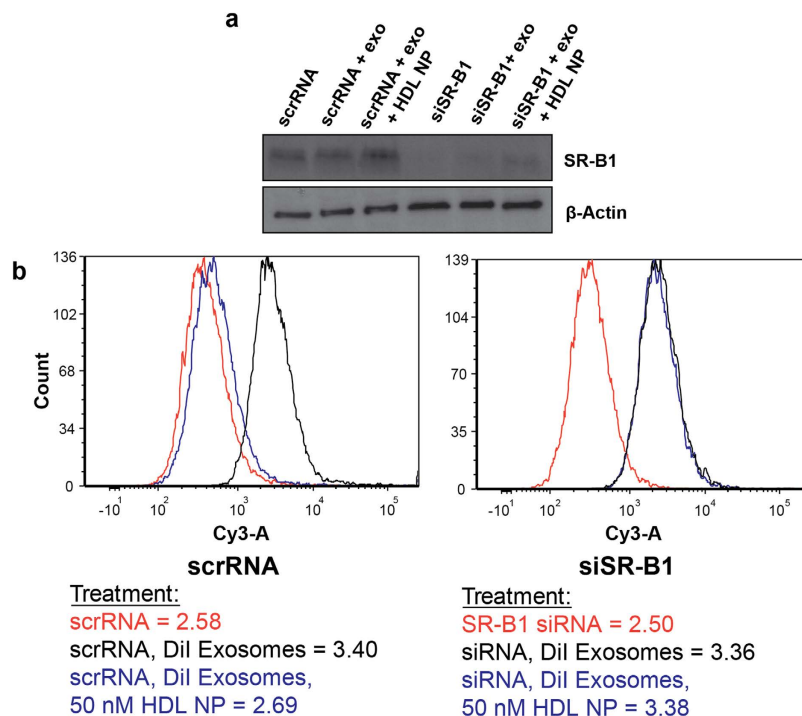 a
scrRNA
scrRNA + exo
scrRNA + exo
+ HDL NP
siSR-B1
siSR-B1+ exo
siSR-B1 + exo
+ HDL NP
SR-B1
β-Actin
b
136
102
68
34
0
Count
-10¹ 10² 10³ 10⁴ 10⁵
Cy3-A
scrRNA
Treatment:
scrRNA = 2.58
scrRNA, DiI Exosomes = 3.40
scrRNA, DiI Exosomes,
50 nM HDL NP = 2.69
139
104
70
35
0
-10¹ 10² 10³ 10⁴ 10⁵
Cy3-A
siSR-B1
Treatment:
SR-B1 siRNA = 2.50
siRNA, DiI Exosomes = 3.36
siRNA, DiI Exosomes,
50 nM HDL NP = 3.38